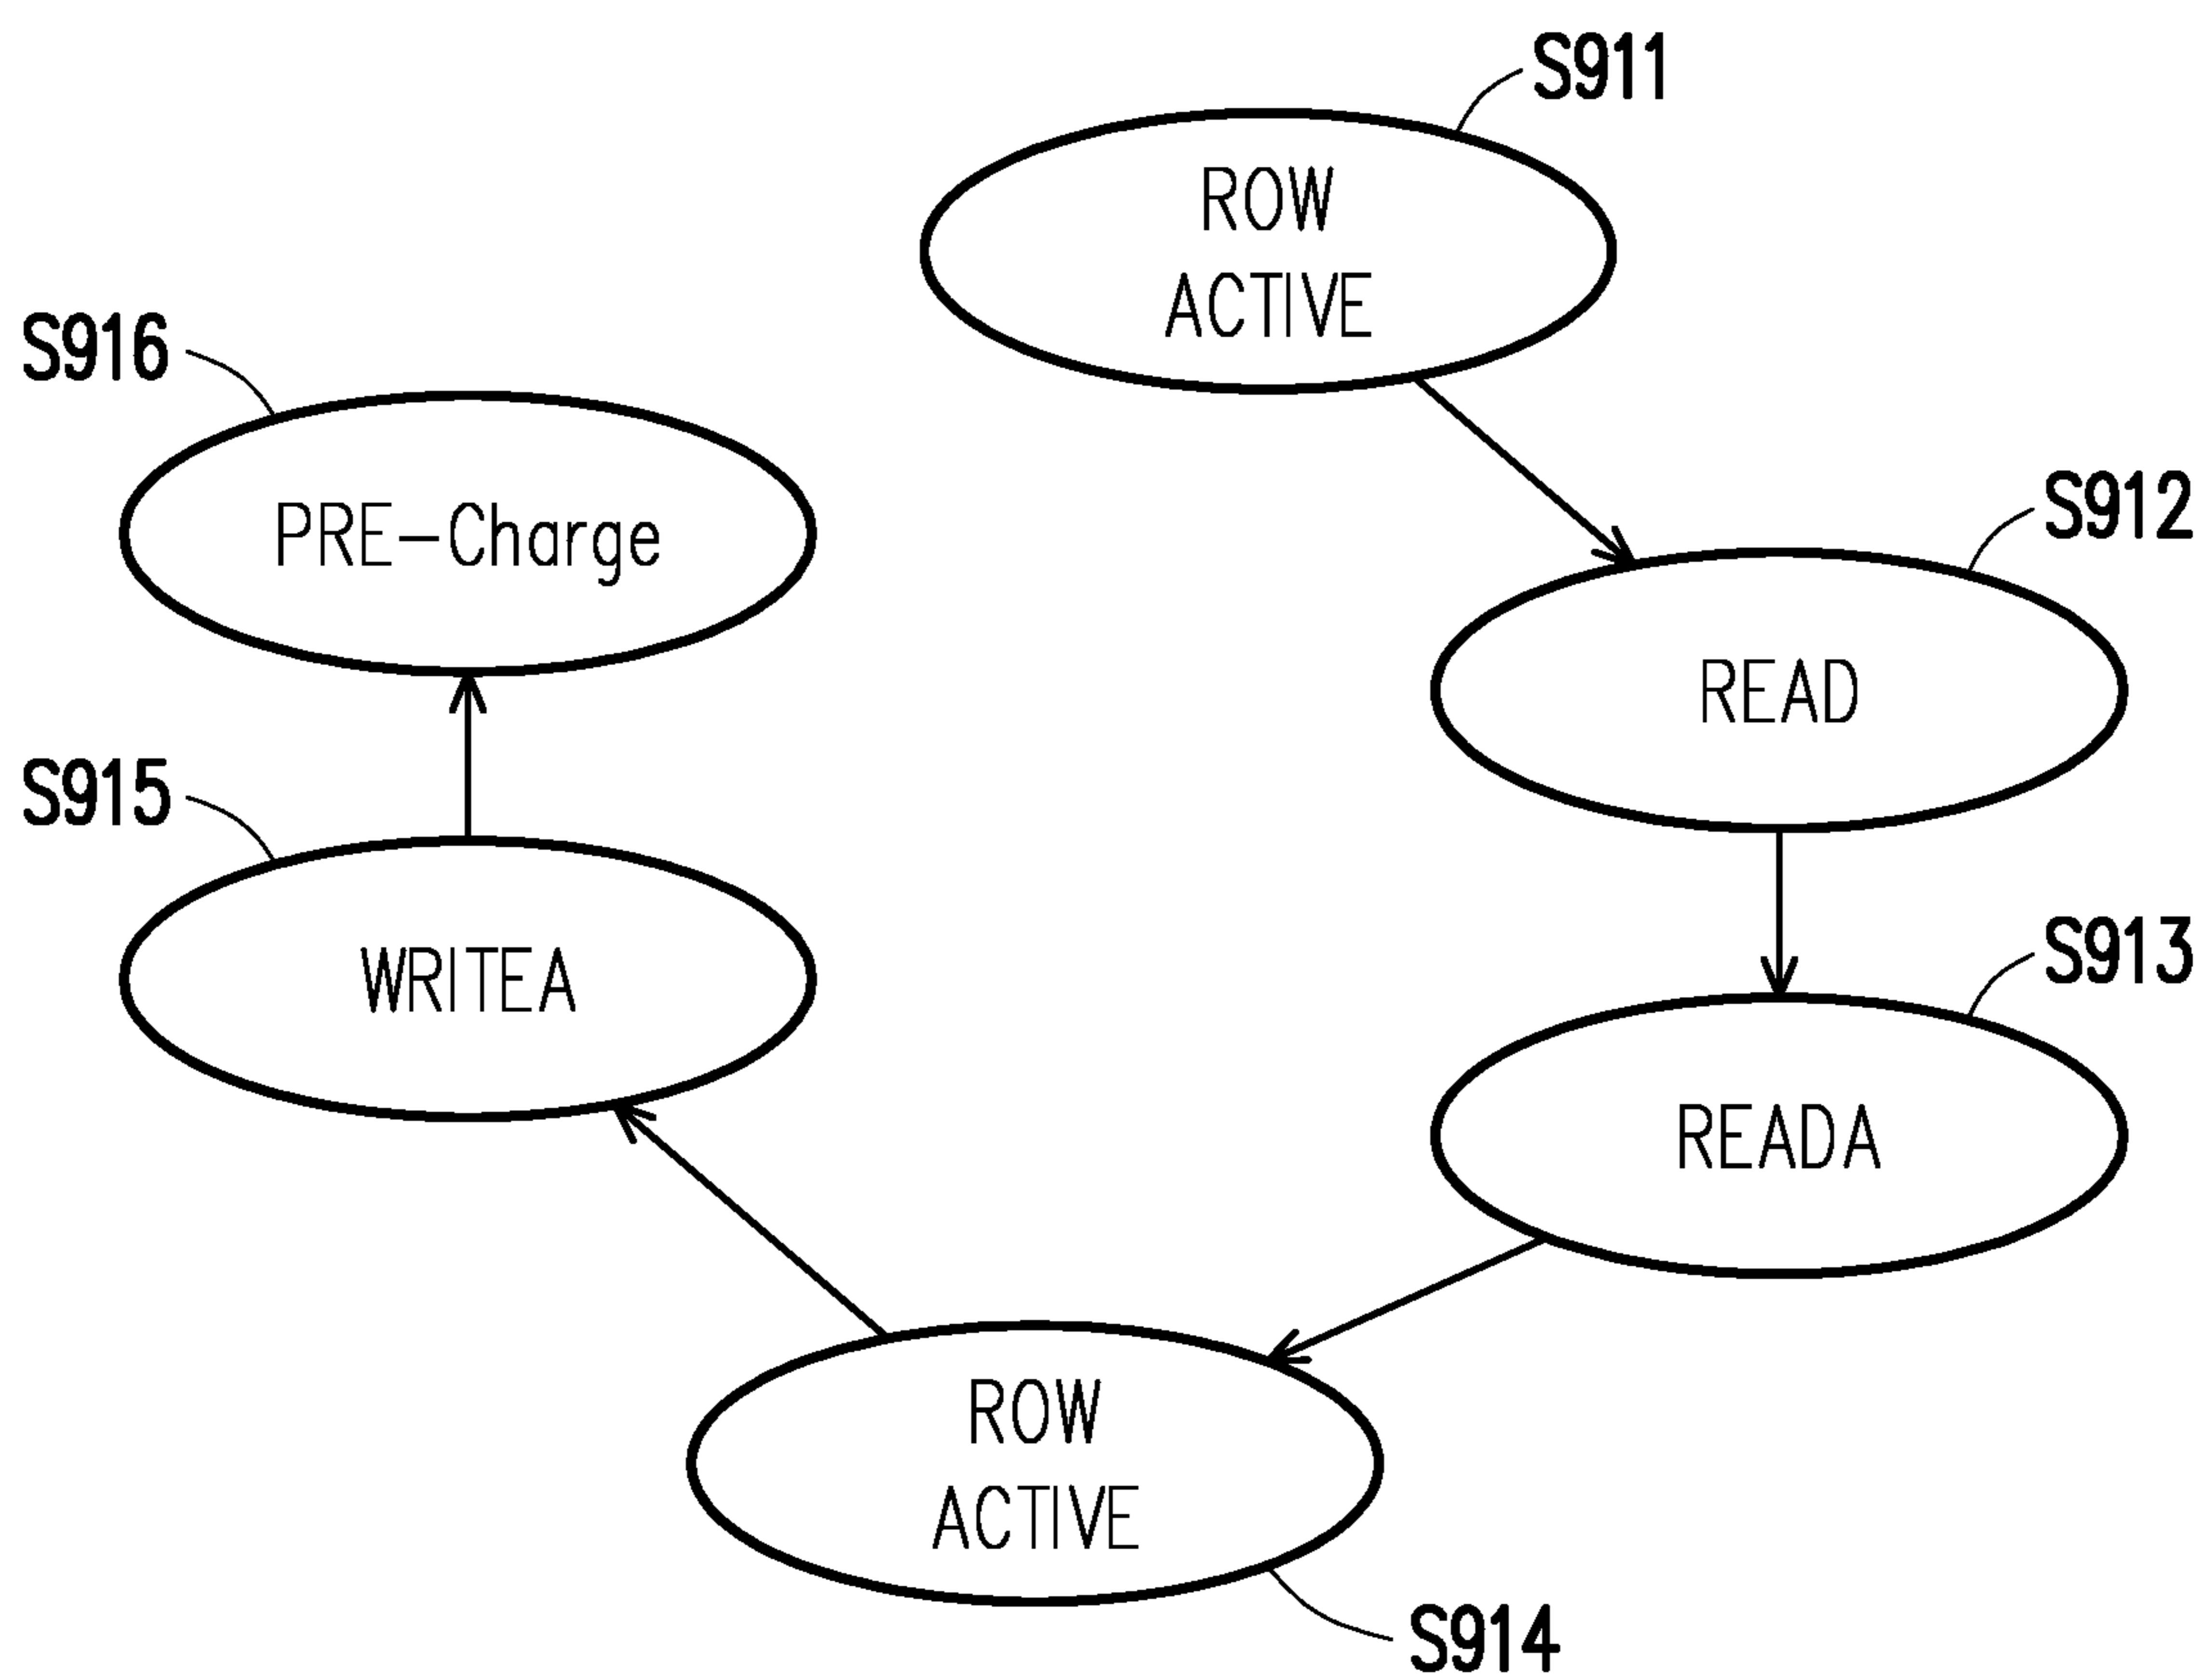 S911
ROW
ACTIVE
S916
PRE-Charge
S912
READ
S915
WRITEA
S913
READA
ROW
ACTIVE
S914